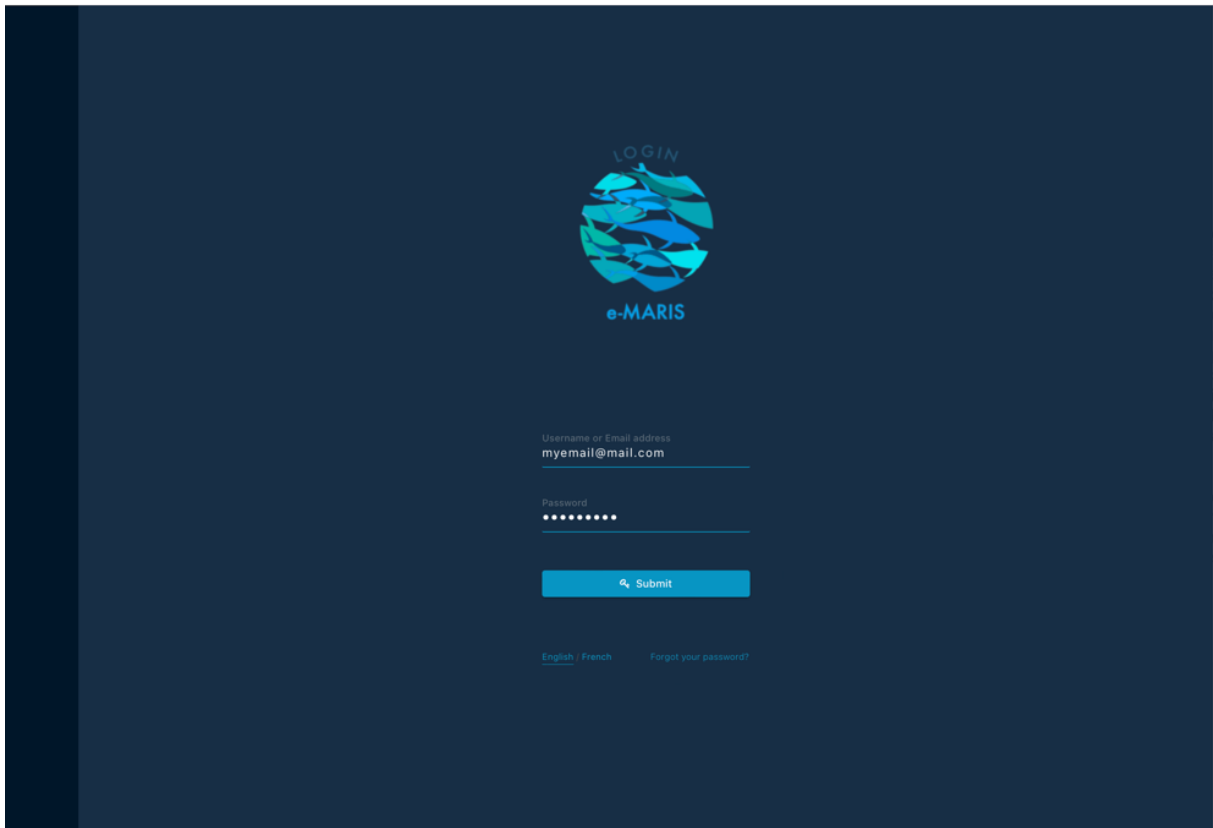 LOGIN
e-MARIS
Username or Email address
myemail@mail.com
Password
•••••••••
Submit
English / French
Forgot your password?